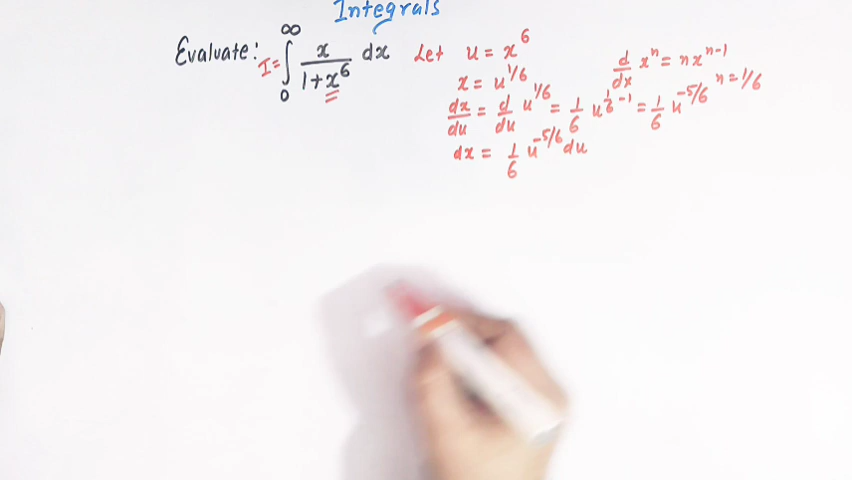 Integrals
Evaluate: I = ∫₀^∞ x/(1+x⁶) dx
Let u = x⁶
x = u^(1/6)
dx/du = d/du u^(1/6) = 1/6 u^(1/6 -1) = 1/6 u^(-5/6)
dx = 1/6 u^(-5/6) du
d/dx xⁿ = n x^(n-1)
n = 1/6